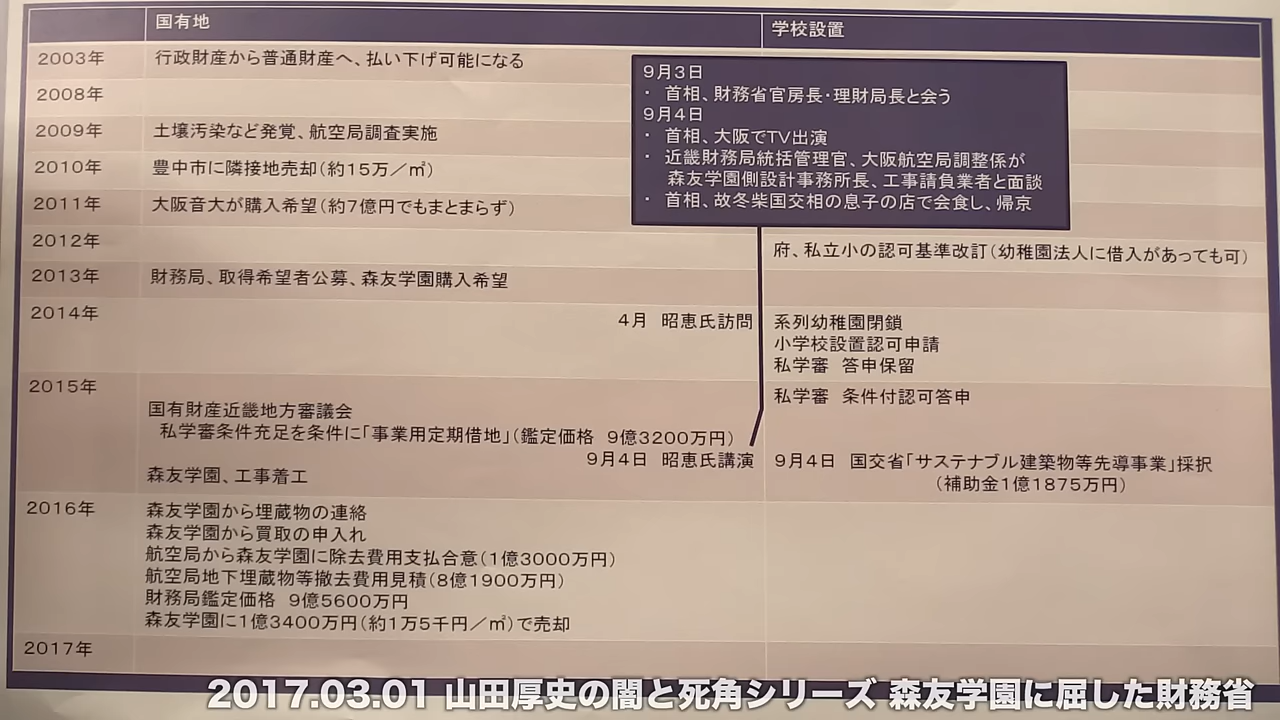 国有地 学校設置
2003年 行政財産から普通財産へ、払い下げ可能になる
2008年
2009年 土壌汚染など発覚、航空局調査実施
2010年 豊中市に隣接地売却（約15万／㎡）
2011年 大阪音大が購入希望（約7億円でもまとまらず）
9月3日
・ 首相、財務省官房長・理財局長と会う
9月4日
・ 首相、大阪でTV出演
・ 近畿財務局統括管理官、大阪航空局調整係が
森友学園側設計事務所長、工事請負業者と面談
・ 首相、故冬柴国交相の息子の店で会食し、帰京
2012年 府、私立小の認可基準改訂（幼稚園法人に借入があっても可）
2013年 財務局、取得希望者公募、森友学園購入希望
2014年 4月 昭恵氏訪問 系列幼稚園閉鎖
小学校設置認可申請
私学審 答申保留
2015年 私学審 条件付認可答申
国有財産近畿地方審議会
私学審条件充足を条件に「事業用定期借地」（鑑定価格 9億3200万円）
9月4日 昭恵氏講演 9月4日 国交省「サステナブル建築物等先導事業」採択
森友学園、工事着工 （補助金1億1875万円）
2016年 森友学園から埋蔵物の連絡
森友学園から買取の申入れ
航空局から森友学園に除去費用支払合意（1億3000万円）
航空局地下埋蔵物等撤去費用見積（8億1900万円）
財務局鑑定価格 9億5600万円
森友学園に1億3400万円（約1万5千円／㎡）で売却
2017年
2017.03.01 山田厚史の闇と死角シリーズ 森友学園に屈した財務省